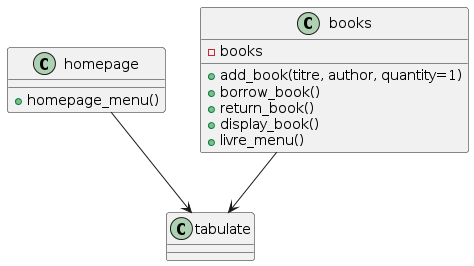 C homepage
homepage_menu()
C books
books
add_book(titre, author, quantity=1)
borrow_book()
return_book()
display_book()
livre_menu()
C tabulate